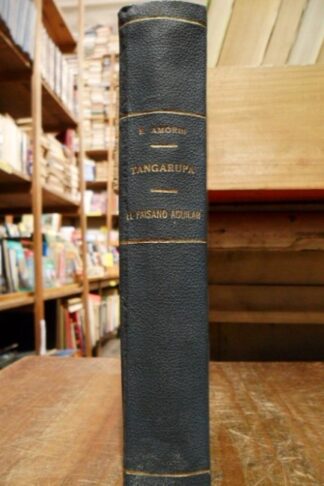 E. AMORIM
TANGARUPÁ
EL PAISANO AGUILAR